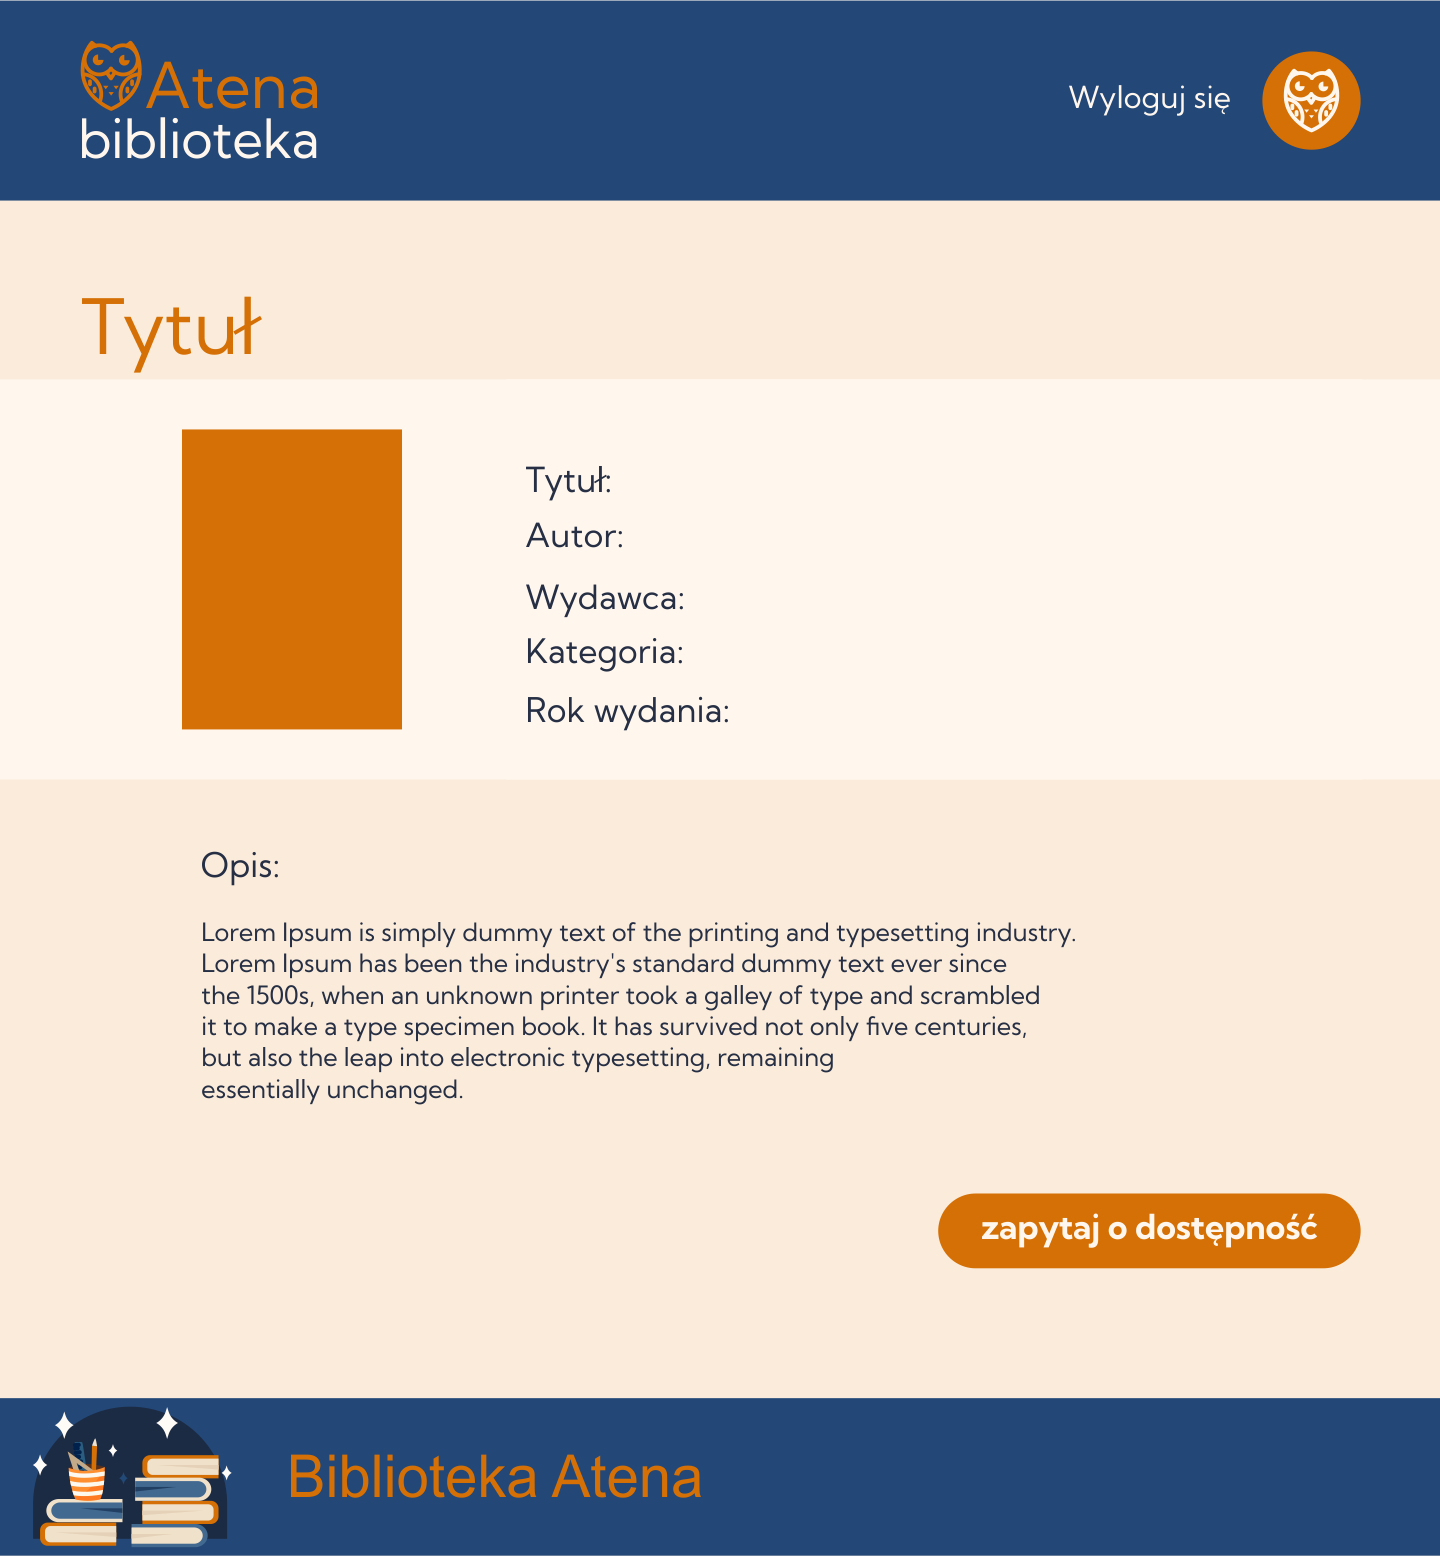 Atena
biblioteka
Wyloguj się
Tytuł
Tytuł:
Autor:
Wydawca:
Kategoria:
Rok wydania:
Opis:
Lorem Ipsum is simply dummy text of the printing and typesetting industry.
Lorem Ipsum has been the industry's standard dummy text ever since
the 1500s, when an unknown printer took a galley of type and scrambled
it to make a type specimen book. It has survived not only five centuries,
but also the leap into electronic typesetting, remaining
essentially unchanged.
zapytaj o dostępność
Biblioteka Atena